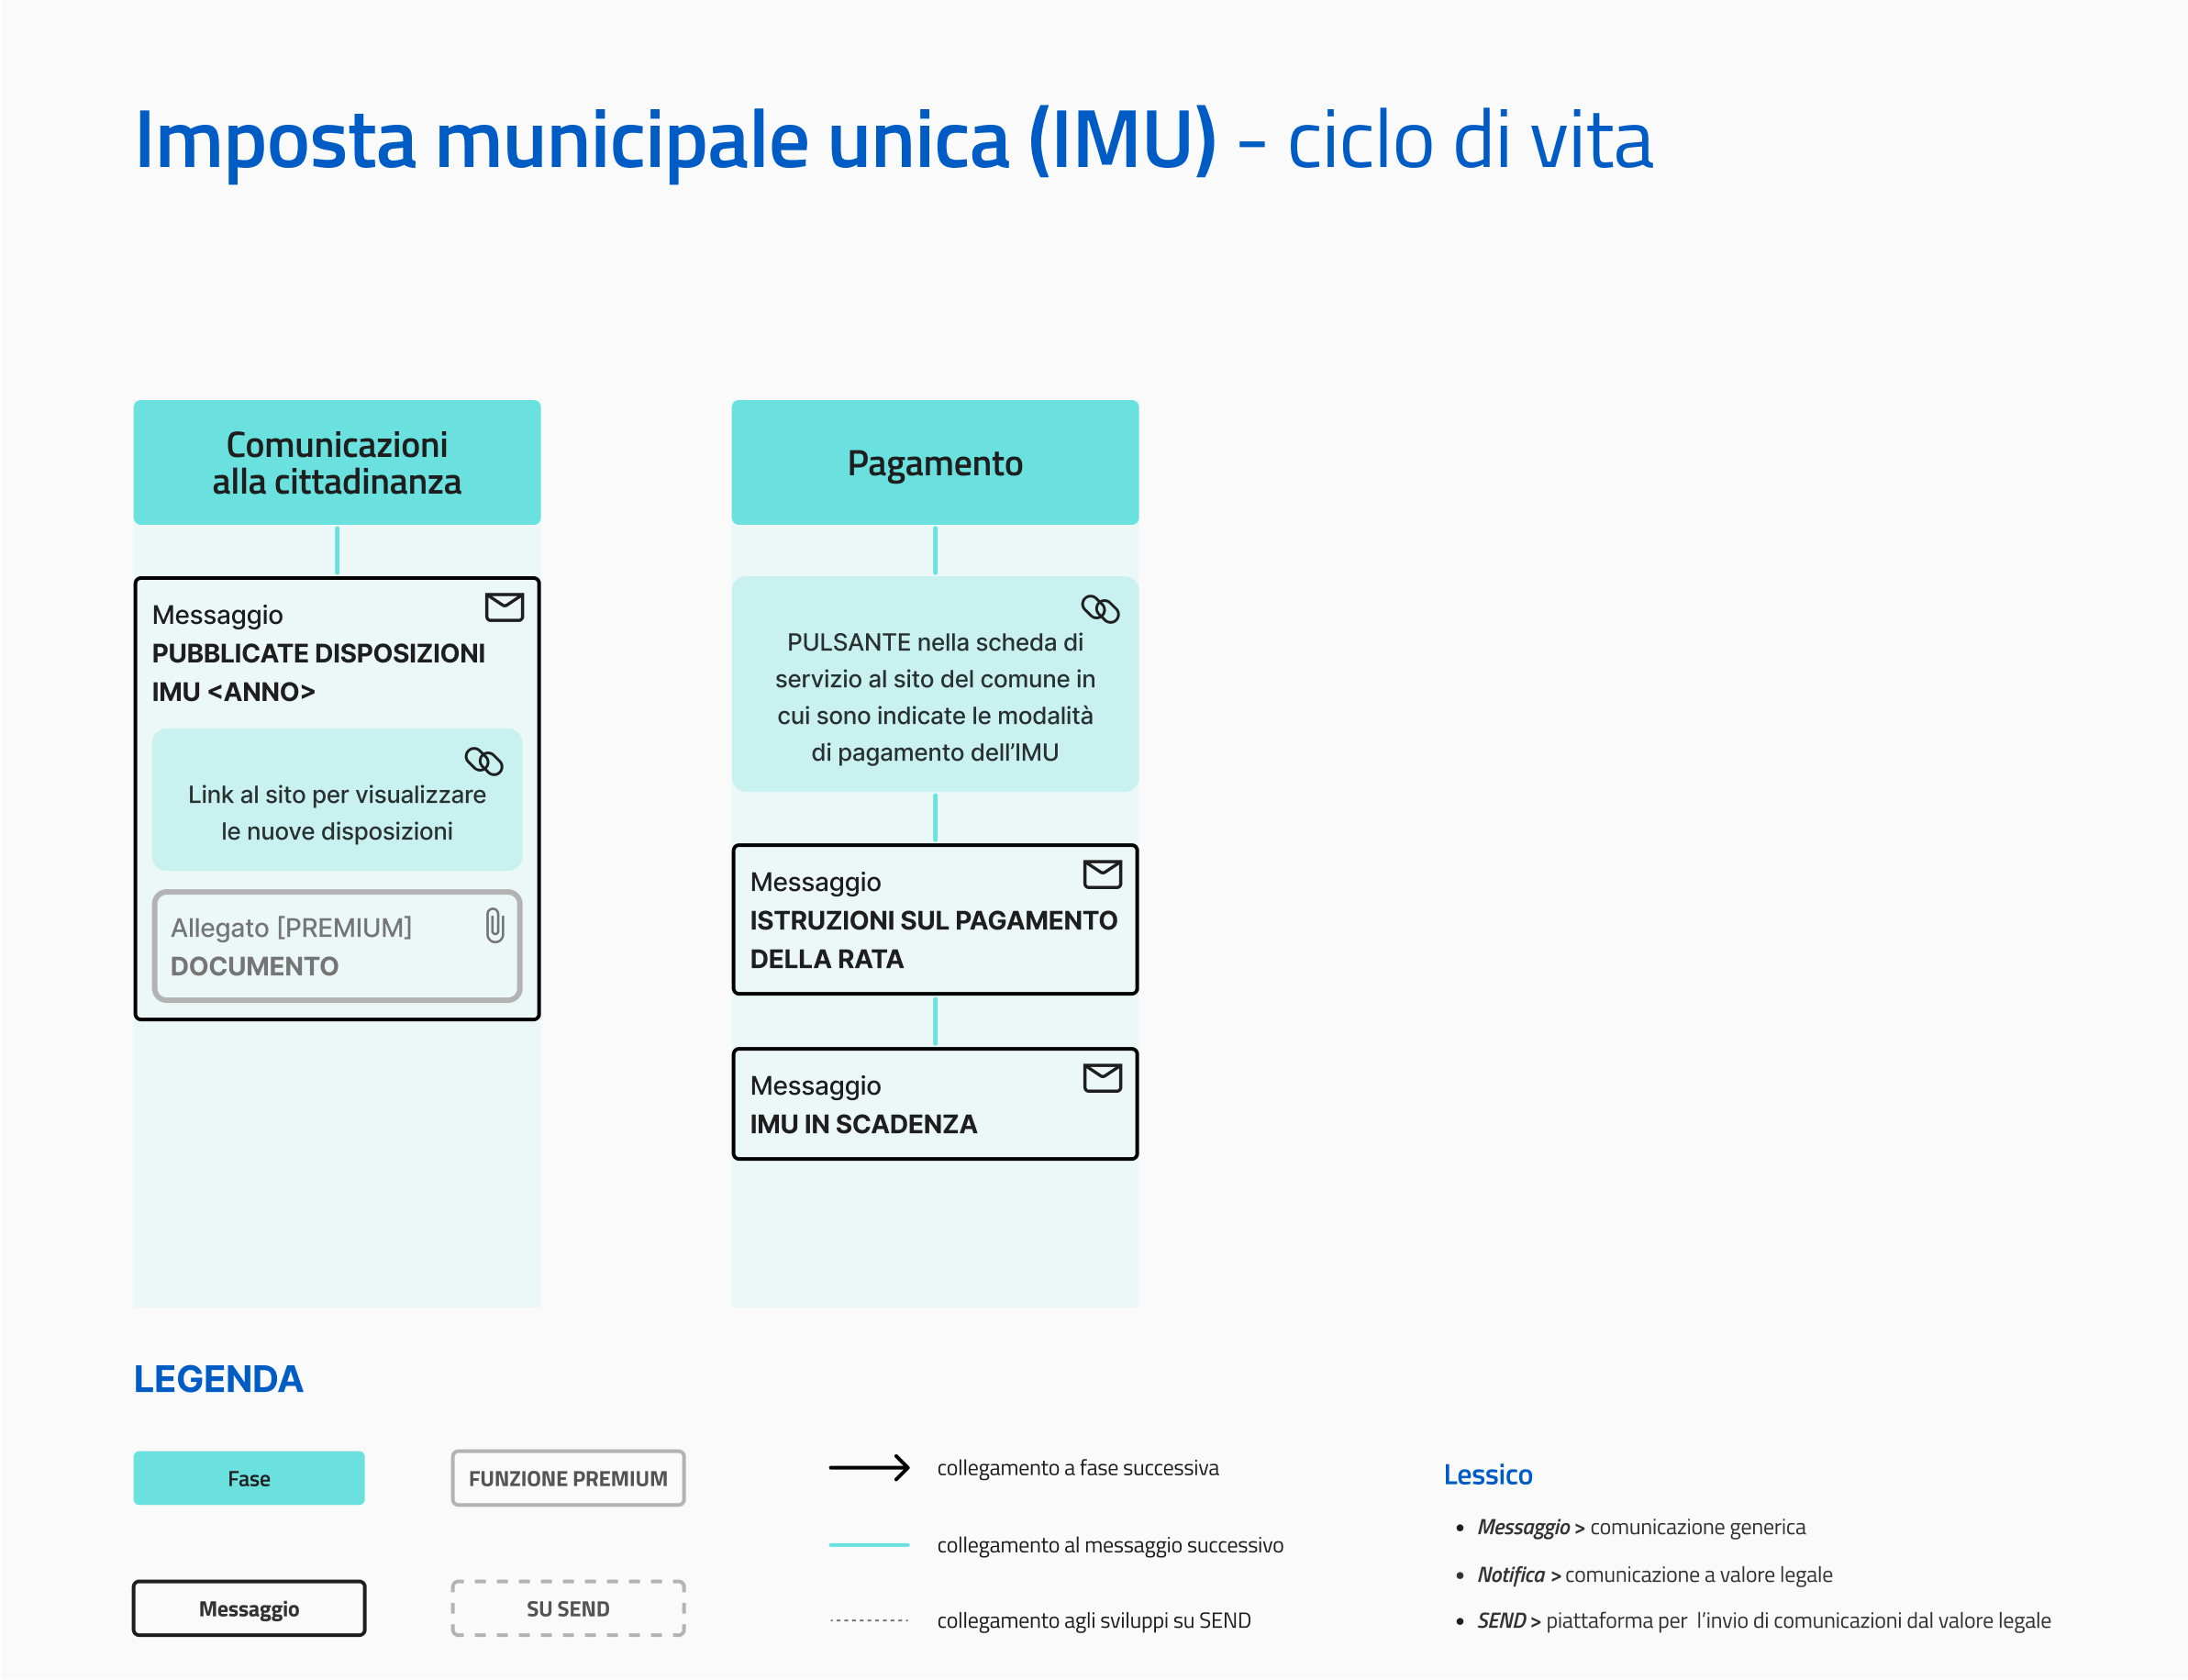 Imposta municipale unica (IMU) - ciclo di vita
Comunicazioni
alla cittadinanza
Messaggio
PUBBLICATE DISPOSIZIONI
IMU <ANNO>
Link al sito per visualizzare
le nuove disposizioni
Allegato [PREMIUM]
DOCUMENTO
Pagamento
PULSANTE nella scheda di
servizio al sito del comune in
cui sono indicate le modalità
di pagamento dell’IMU
Messaggio
ISTRUZIONI SUL PAGAMENTO
DELLA RATA
Messaggio
IMU IN SCADENZA
LEGENDA
Fase
FUNZIONE PREMIUM
Messaggio
SU SEND
collegamento a fase successiva
collegamento al messaggio successivo
collegamento agli sviluppi su SEND
Lessico
• Messaggio > comunicazione generica
• Notifica > comunicazione a valore legale
• SEND > piattaforma per l’invio di comunicazioni dal valore legale